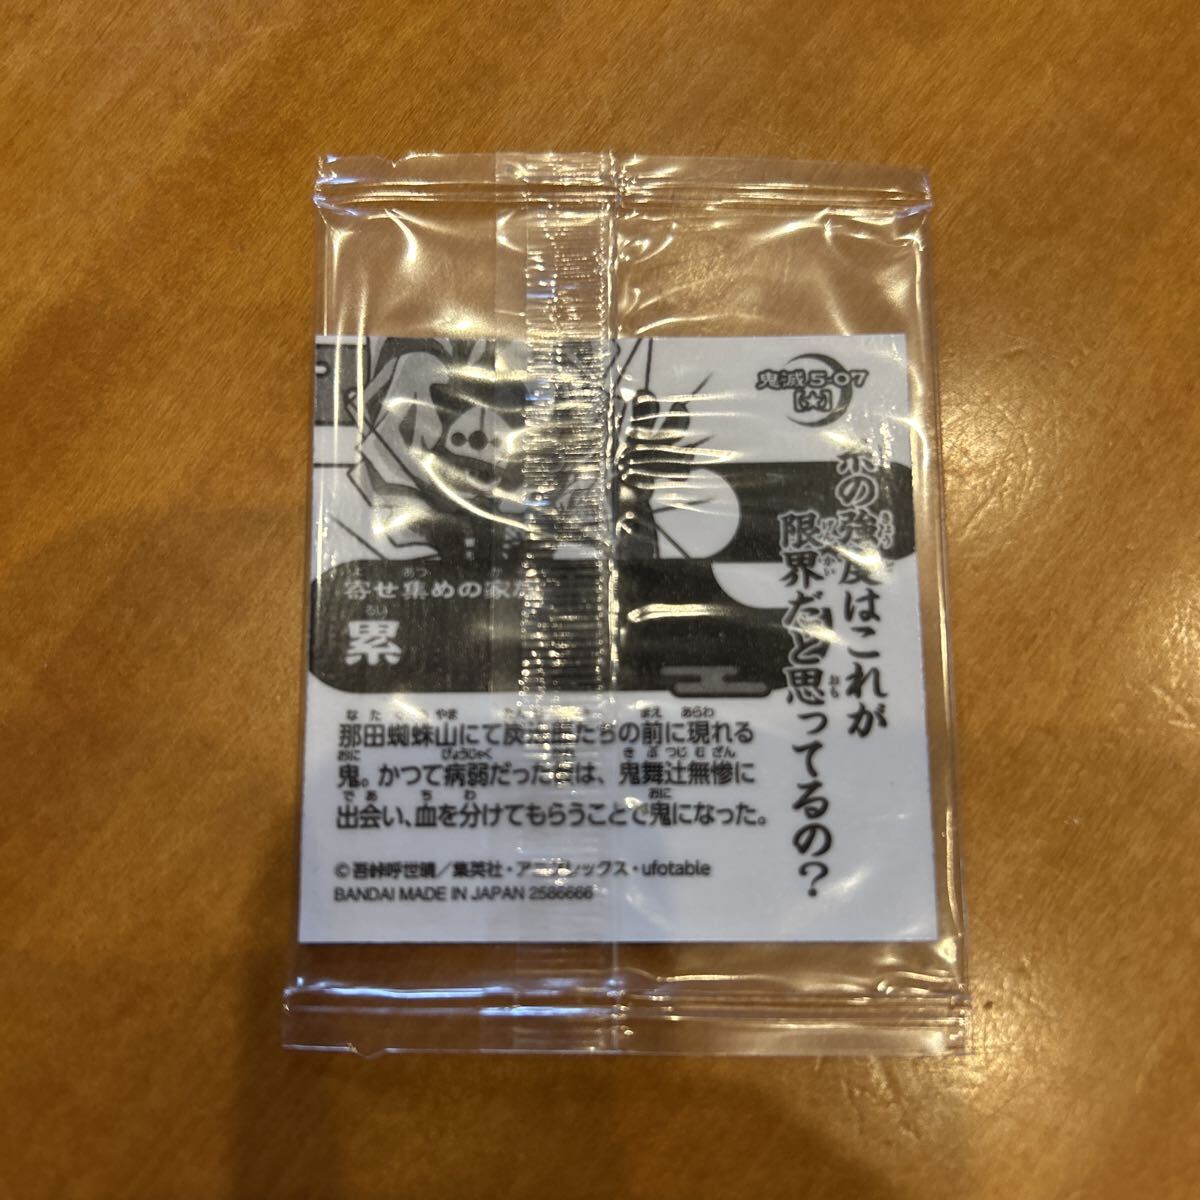 鬼滅 5-07
[★]
糸の強度はこれが
限界だと思ってるの？
寄せ集めの家
るい
累
那田蜘蛛山にて炭 たちの前に現れる
鬼。かつて病弱だった は、鬼舞辻無惨に
出会い、血を分けてもらうことで鬼になった。
©吾峠呼世晴／集英社・アニプレックス・ufotable
BANDAI MADE IN JAPAN 2586666